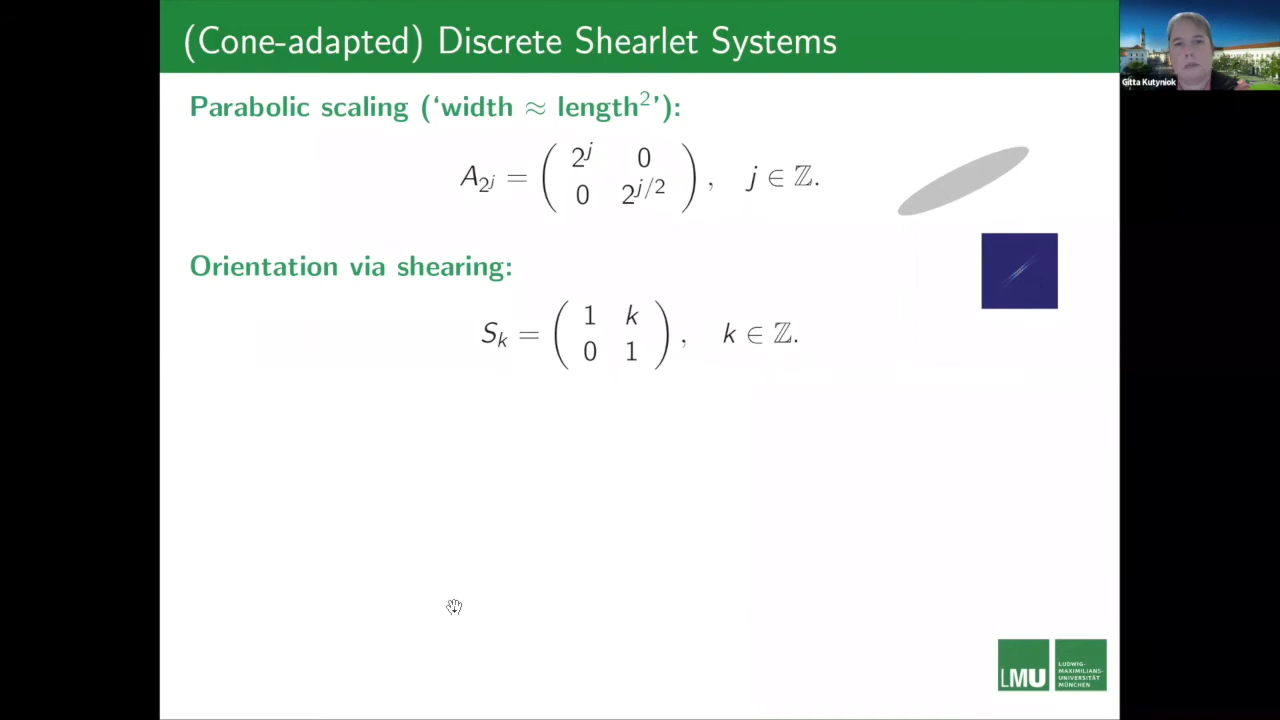 (Cone-adapted) Discrete Shearlet Systems
Gitta Kutyniok
Parabolic scaling (‘width ≈ length²’):
A_{2^j} = ( 2^j 0 ; 0 2^{j/2} ), j ∈ ℤ.
Orientation via shearing:
S_k = ( 1 k ; 0 1 ), k ∈ ℤ.
LMU
LUDWIG-
MAXIMILIANS-
UNIVERSITÄT
MÜNCHEN